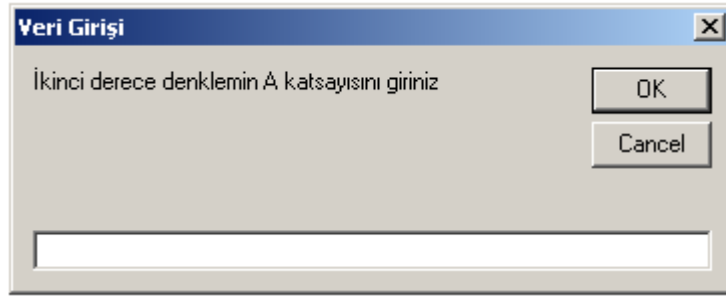 Veri Girişi
İkinci derece denklemin A katsayısını giriniz
OK
Cancel